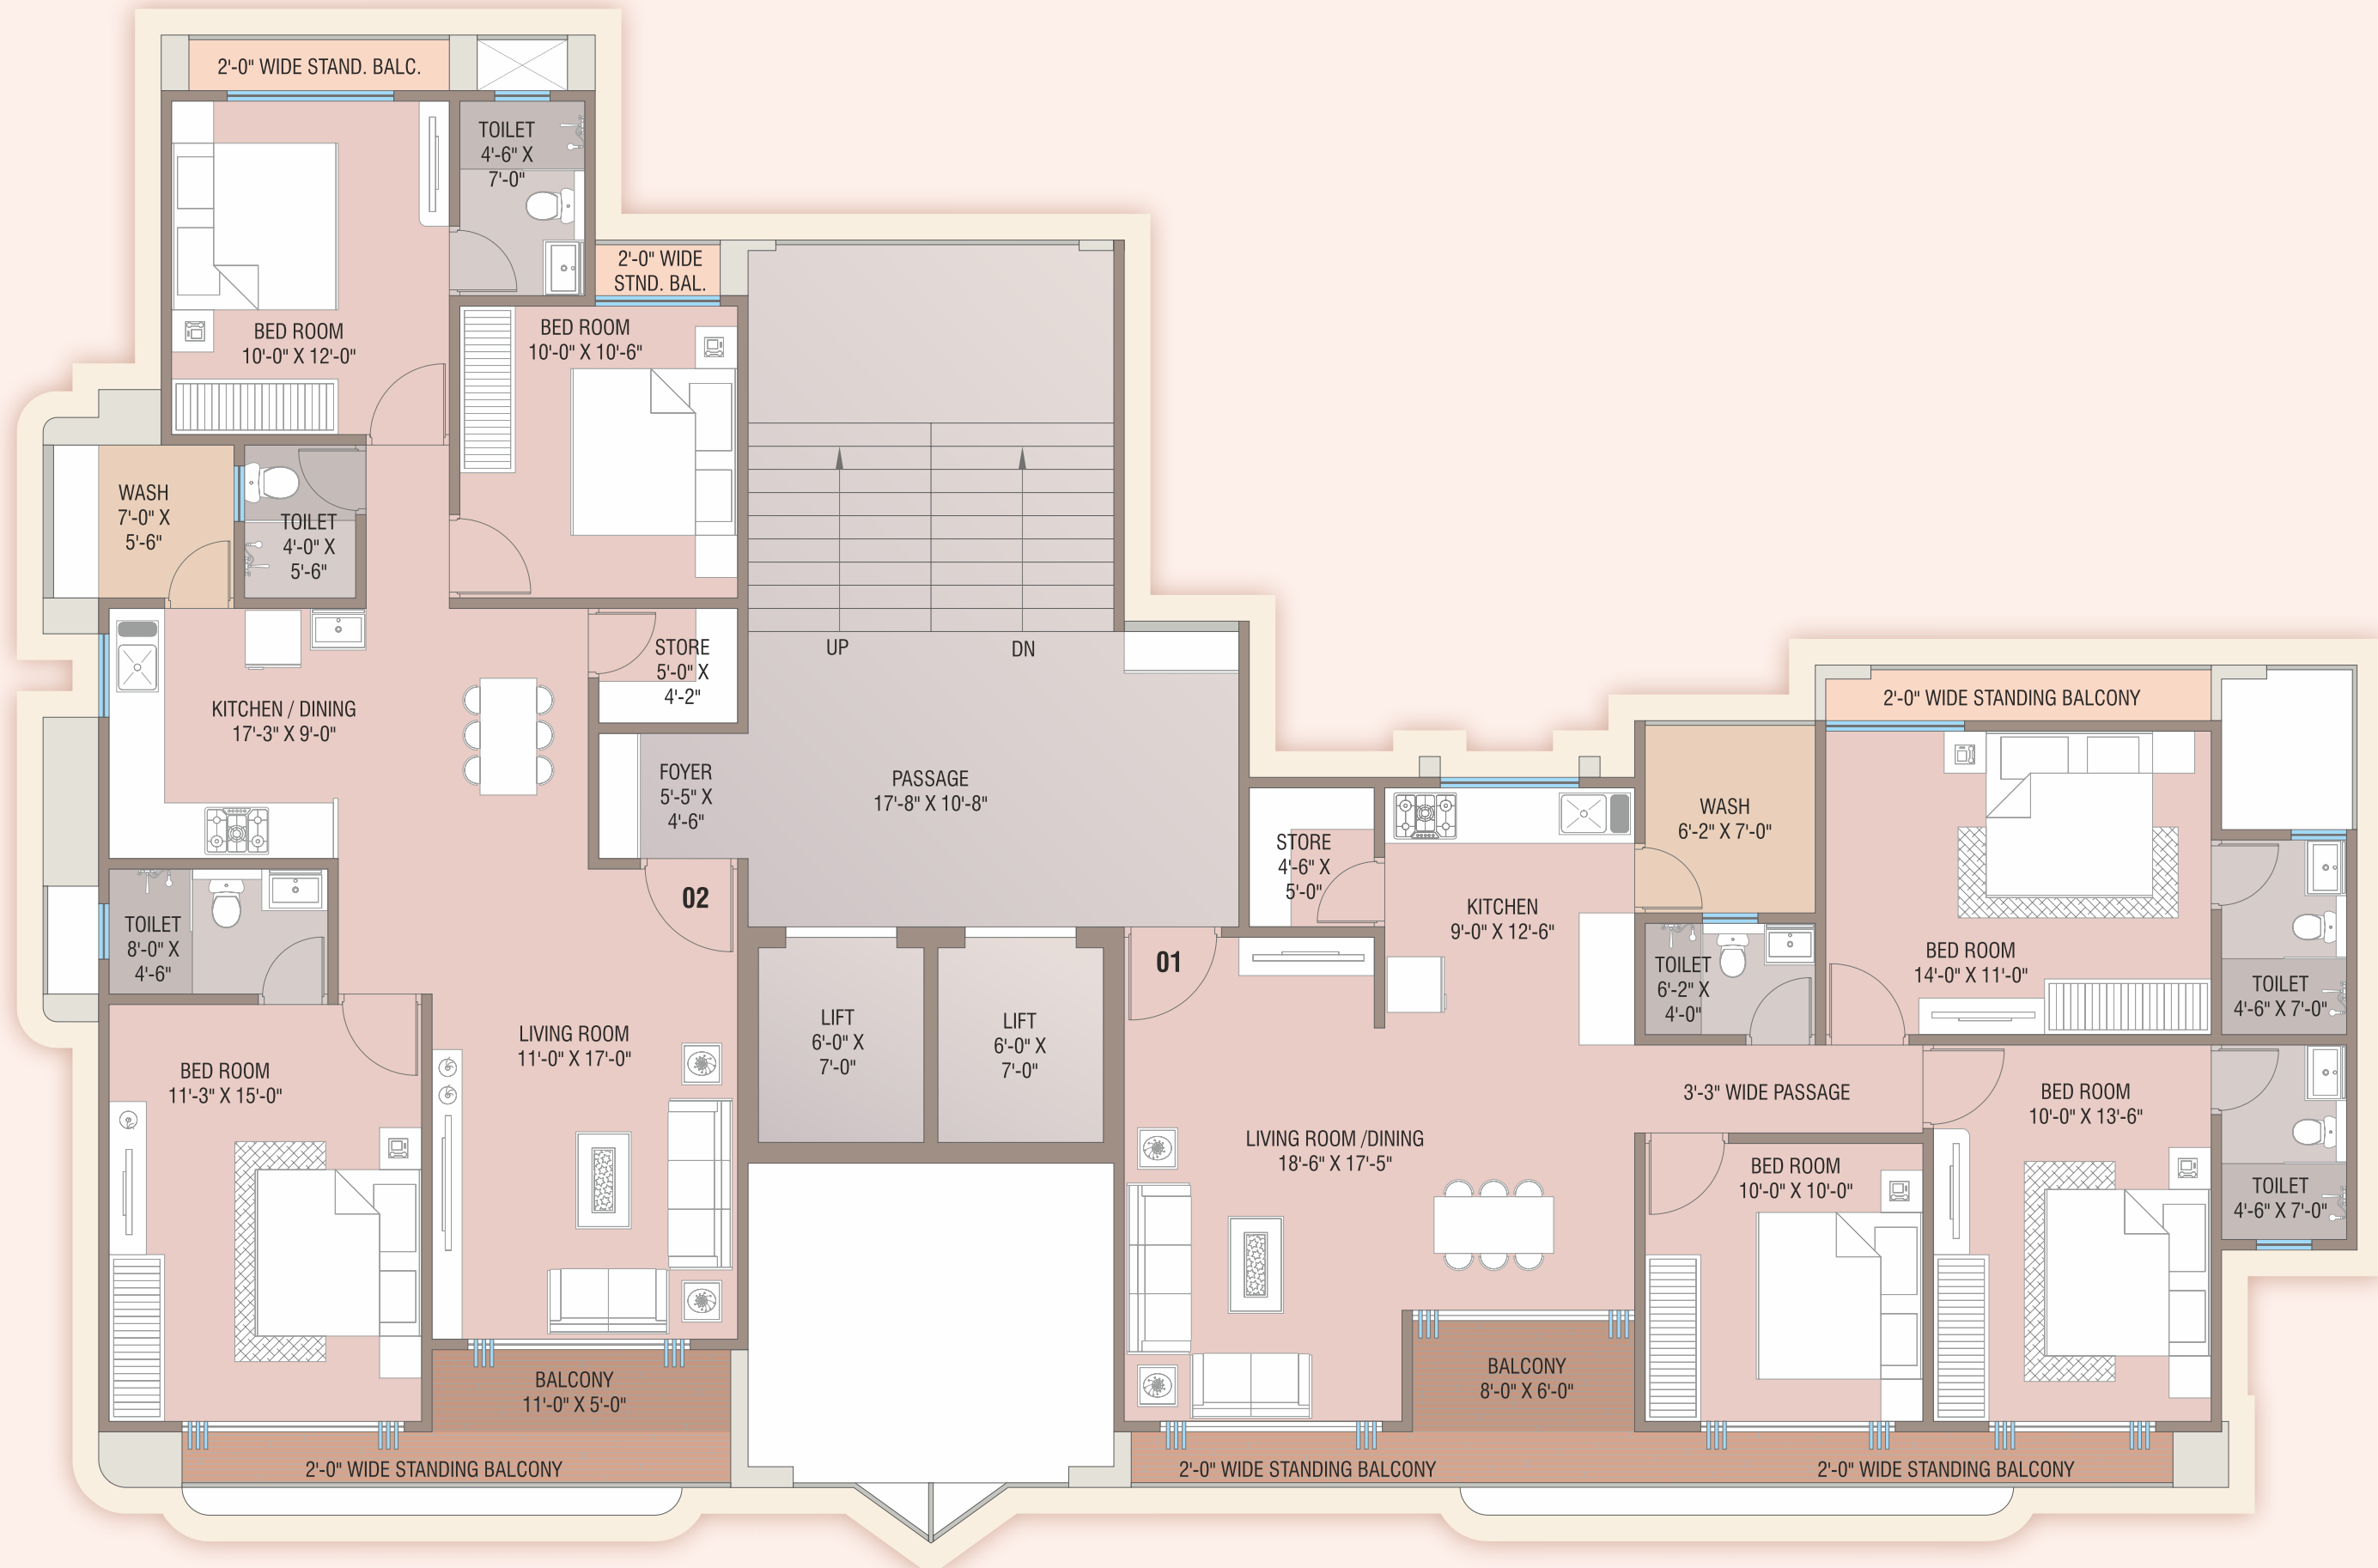 2'-0" WIDE STAND. BALC.
TOILET
4'-6" X
7'-0"
2'-0" WIDE
STND. BAL.
BED ROOM
10'-0" X 12'-0"
BED ROOM
10'-0" X 10'-6"
WASH
7'-0" X
5'-6"
TOILET
4'-0" X
5'-6"
STORE
5'-0" X
4'-2"
UP
DN
KITCHEN / DINING
17'-3" X 9'-0"
FOYER
5'-5" X
4'-6"
PASSAGE
17'-8" X 10'-8"
02
TOILET
8'-0" X
4'-6"
LIVING ROOM
11'-0" X 17'-0"
BED ROOM
11'-3" X 15'-0"
LIFT
6'-0" X
7'-0"
LIFT
6'-0" X
7'-0"
BALCONY
11'-0" X 5'-0"
2'-0" WIDE STANDING BALCONY
2'-0" WIDE STANDING BALCONY
WASH
6'-2" X 7'-0"
STORE
4'-6" X
5'-0"
KITCHEN
9'-0" X 12'-6"
01
TOILET
6'-2" X
4'-0"
BED ROOM
14'-0" X 11'-0"
TOILET
4'-6" X 7'-0"
3'-3" WIDE PASSAGE
BED ROOM
10'-0" X 13'-6"
LIVING ROOM /DINING
18'-6" X 17'-5"
BED ROOM
10'-0" X 10'-0"
TOILET
4'-6" X 7'-0"
BALCONY
8'-0" X 6'-0"
2'-0" WIDE STANDING BALCONY
2'-0" WIDE STANDING BALCONY